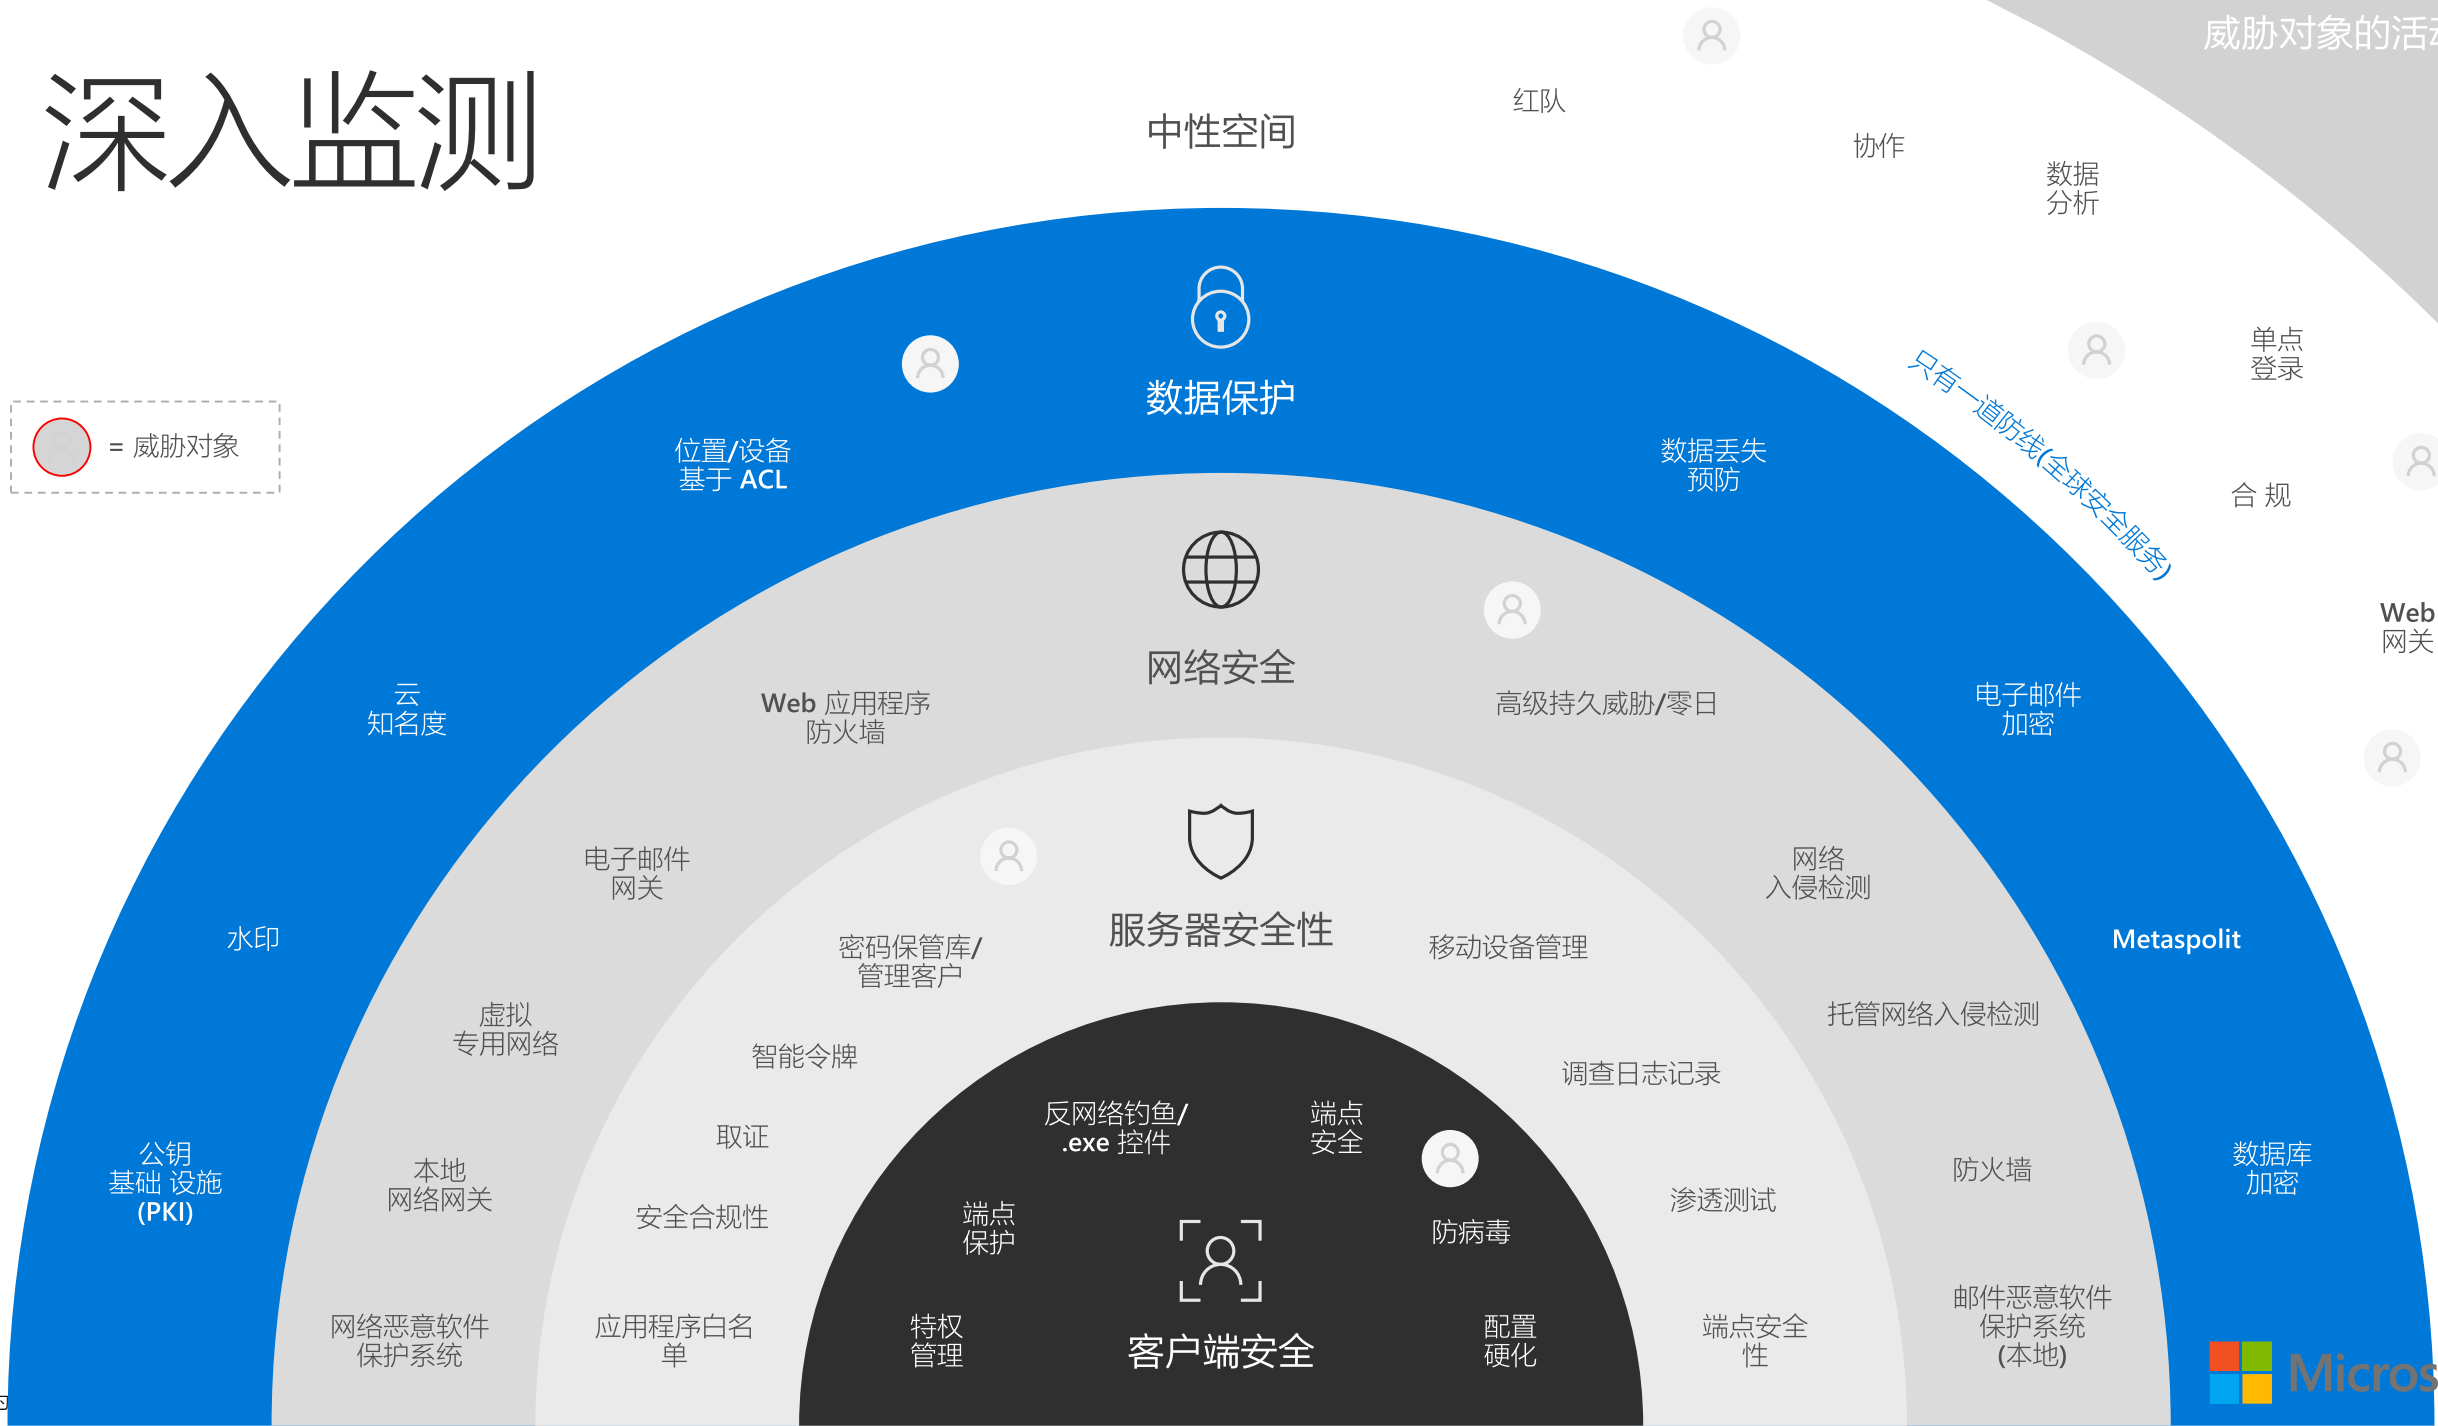 威胁对象的活动
深入监测
中性空间
红队
协作
数据
分析
= 威胁对象
数据保护
位置/设备
基于 ACL
数据丢失
预防
只有一道防线(全球安全服务)
单点
登录
合 规
Web
网关
网络安全
云
知名度
Web 应用程序
防火墙
高级持久威胁/零日
电子邮件
加密
电子邮件
网关
网络
入侵检测
水印
服务器安全性
密码保管库/
管理客户
移动设备管理
Metaspolit
虚拟
专用网络
智能令牌
托管网络入侵检测
调查日志记录
取证
反网络钓鱼/
.exe 控件
端点
安全
公钥
基础 设施
(PKI)
本地
网络网关
安全合规性
端点
保护
防病毒
渗透测试
防火墙
数据库
加密
网络恶意软件
保护系统
应用程序白名
单
特权
管理
客户端安全
配置
硬化
端点安全
性
邮件恶意软件
保护系统
(本地)
Micros